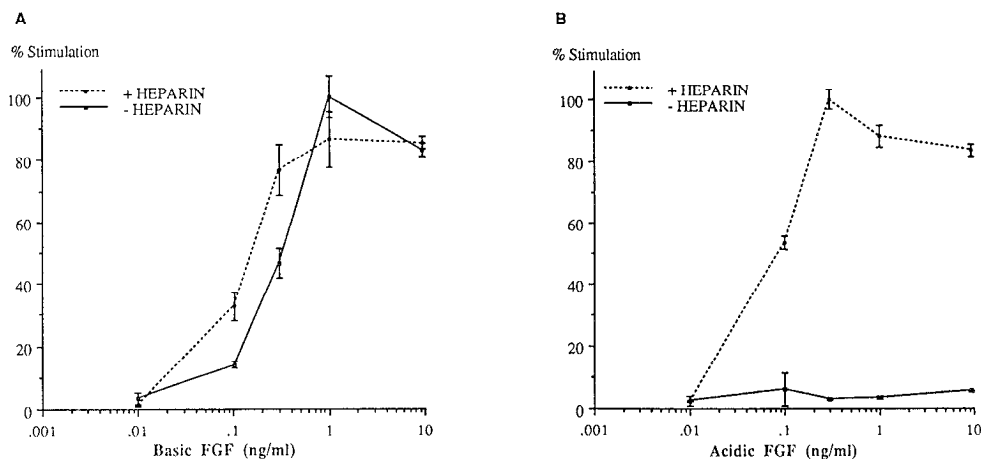 A
% Stimulation
+ HEPARIN
- HEPARIN
100
80
60
40
20
0
.001 .01 .1 1 10
Basic FGF (ng/ml)
B
% Stimulation
+ HEPARIN
- HEPARIN
100
80
60
40
20
0
.001 .01 .1 1 10
Acidic FGF (ng/ml)